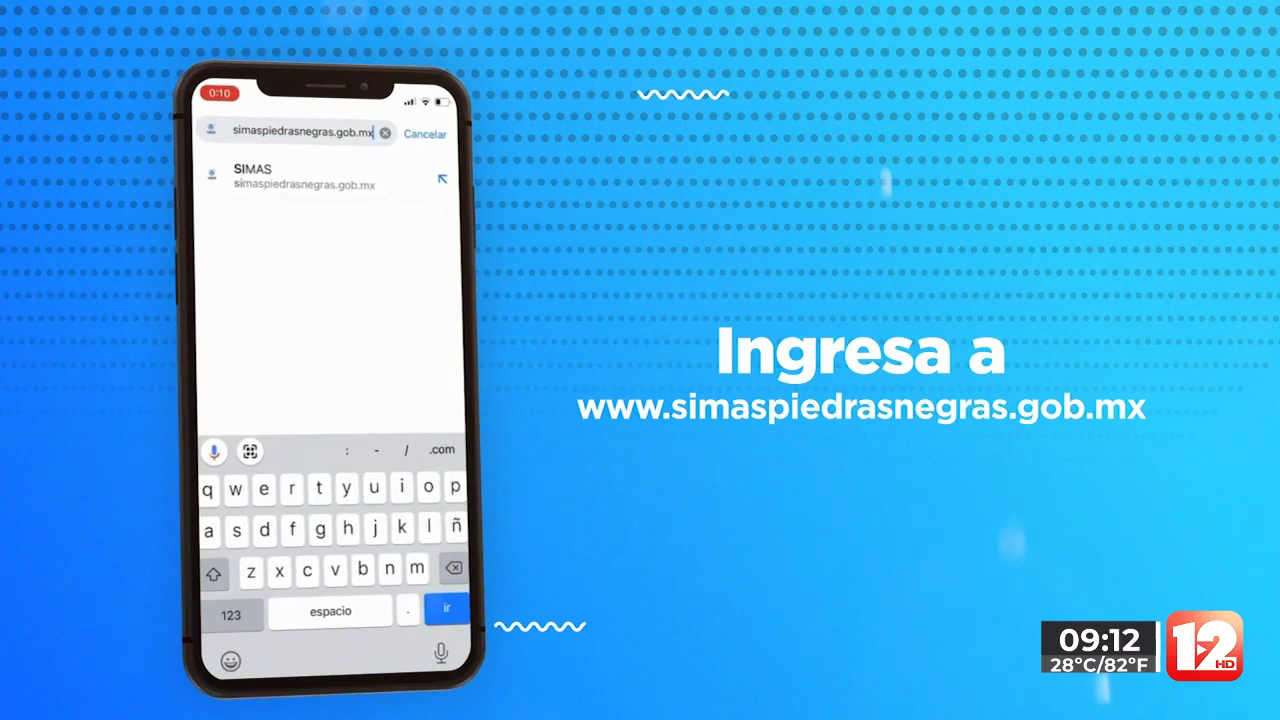 0:10
simaspiedrasnegras.gob.mx
Cancelar
SIMAS
simaspiedrasnegras.gob.mx
Ingresa a
www.simaspiedrasnegras.gob.mx
: - / .com
q w e r t y u i o p
a s d f g h j k l ñ
z x c v b n m
123 espacio . ir
09:12
28°C/82°F
12
HD